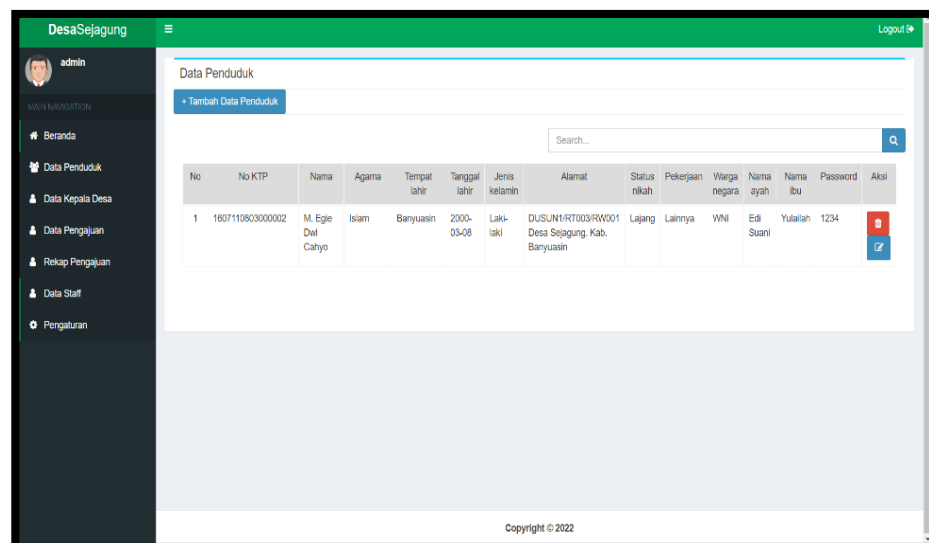 DesaSejagung
Logout
admin
MAIN NAVIGATION
Beranda
Data Penduduk
Data Kepala Desa
Data Pengajuan
Rekap Pengajuan
Data Staff
Pengaturan
Data Penduduk
+ Tambah Data Penduduk
Search...
No No KTP Nama Agama Tempat lahir Tanggal lahir Jenis kelamin Alamat Status nikah Pekerjaan Warga negara Nama ayah Nama ibu Password Aksi
1 1607110803000002 M. Egie Dwi Cahyo Islam Banyuasin 2000-03-08 Laki-laki DUSUN1/RT003/RW001 Desa Sejagung. Kab. Banyuasin Lajang Lainnya WNI Edi Suani Yulailah 1234
Copyright © 2022